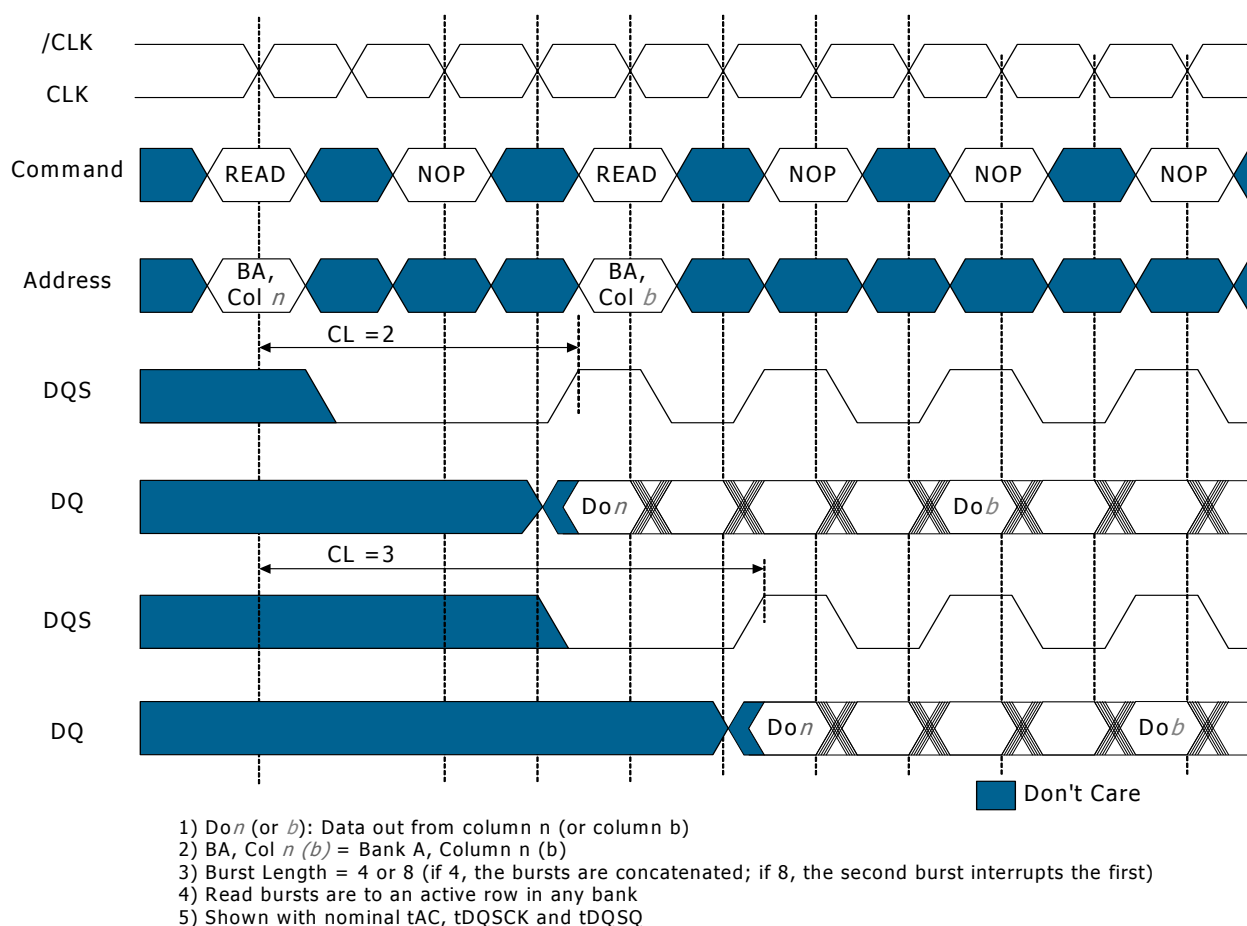 /CLK
CLK
Command
READ
NOP
READ
NOP
NOP
NOP
Address
BA,
Col n
BA,
Col b
CL =2
DQS
DQ
Don
Dob
CL =3
DQS
DQ
Don
Dob
Don't Care
1) Don (or b): Data out from column n (or column b)
2) BA, Col n (b) = Bank A, Column n (b)
3) Burst Length = 4 or 8 (if 4, the bursts are concatenated; if 8, the second burst interrupts the first)
4) Read bursts are to an active row in any bank
5) Shown with nominal tAC, tDQSCK and tDQSQ